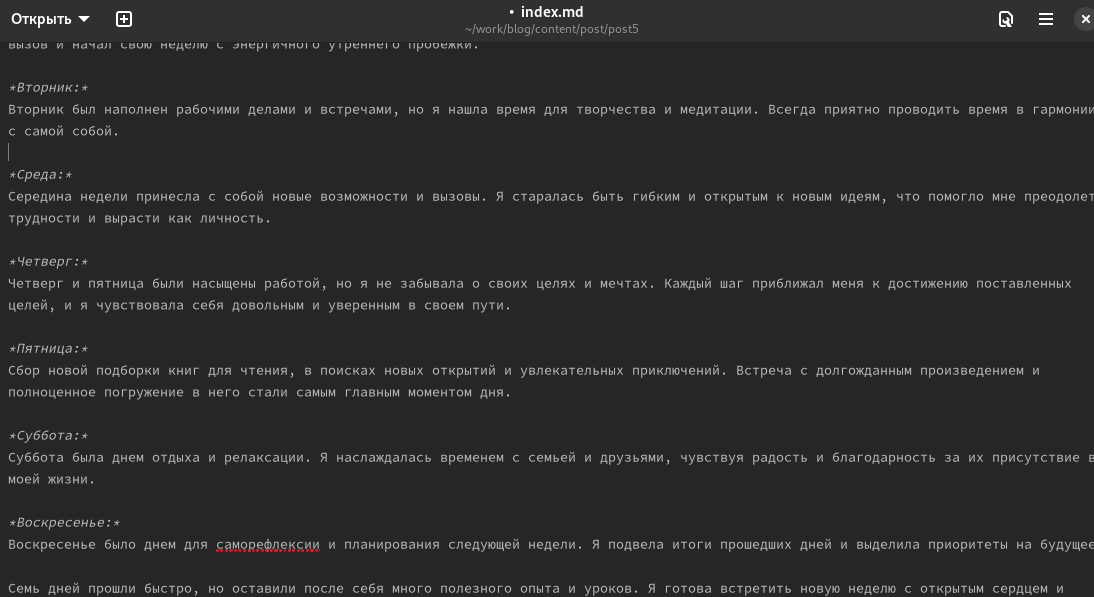 Открыть
• index.md
~/work/blog/content/post/post5
вызов и начал свою неделю с энергичного утреннего пробежки.
*Вторник:*
Вторник был наполнен рабочими делами и встречами, но я нашла время для творчества и медитации. Всегда приятно проводить время в гармонии
с самой собой.
*Среда:*
Середина недели принесла с собой новые возможности и вызовы. Я старалась быть гибким и открытым к новым идеям, что помогло мне преодолет
трудности и вырасти как личность.
*Четверг:*
Четверг и пятница были насыщены работой, но я не забывала о своих целях и мечтах. Каждый шаг приближал меня к достижению поставленных
целей, и я чувствовала себя довольным и уверенным в своем пути.
*Пятница:*
Сбор новой подборки книг для чтения, в поисках новых открытий и увлекательных приключений. Встреча с долгожданным произведением и
полноценное погружение в него стали самым главным моментом дня.
*Суббота:*
Суббота была днем отдыха и релаксации. Я наслаждалась временем с семьей и друзьями, чувствуя радость и благодарность за их присутствие в
моей жизни.
*Воскресенье:*
Воскресенье было днем для саморефлексии и планирования следующей недели. Я подвела итоги прошедших дней и выделила приоритеты на будущее
Семь дней прошли быстро, но оставили после себя много полезного опыта и уроков. Я готова встретить новую неделю с открытым сердцем и